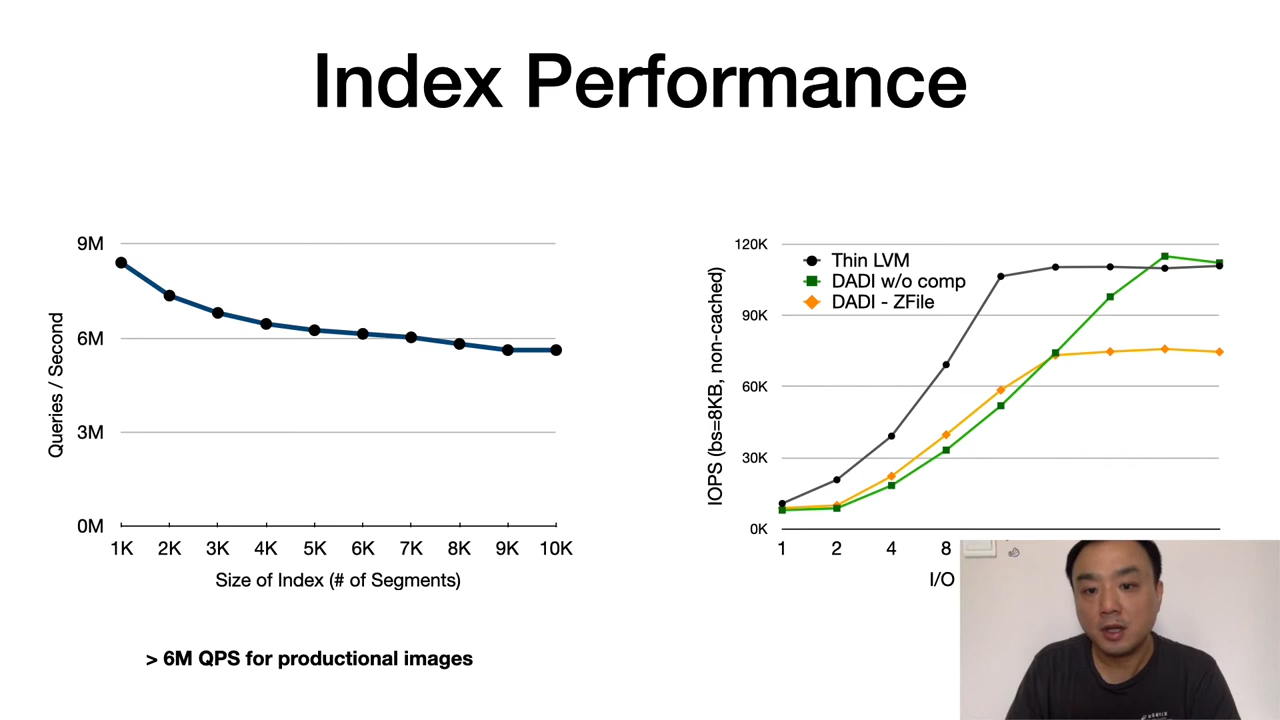 Index Performance
9M
6M
3M
0M
Queries / Second
1K 2K 3K 4K 5K 6K 7K 8K 9K 10K
Size of Index (# of Segments)
> 6M QPS for productional images
120K
90K
60K
30K
0K
IOPS (bs=8KB, non-cached)
Thin LVM
DADI w/o comp
DADI - ZFile
1 2 4 8
I/O